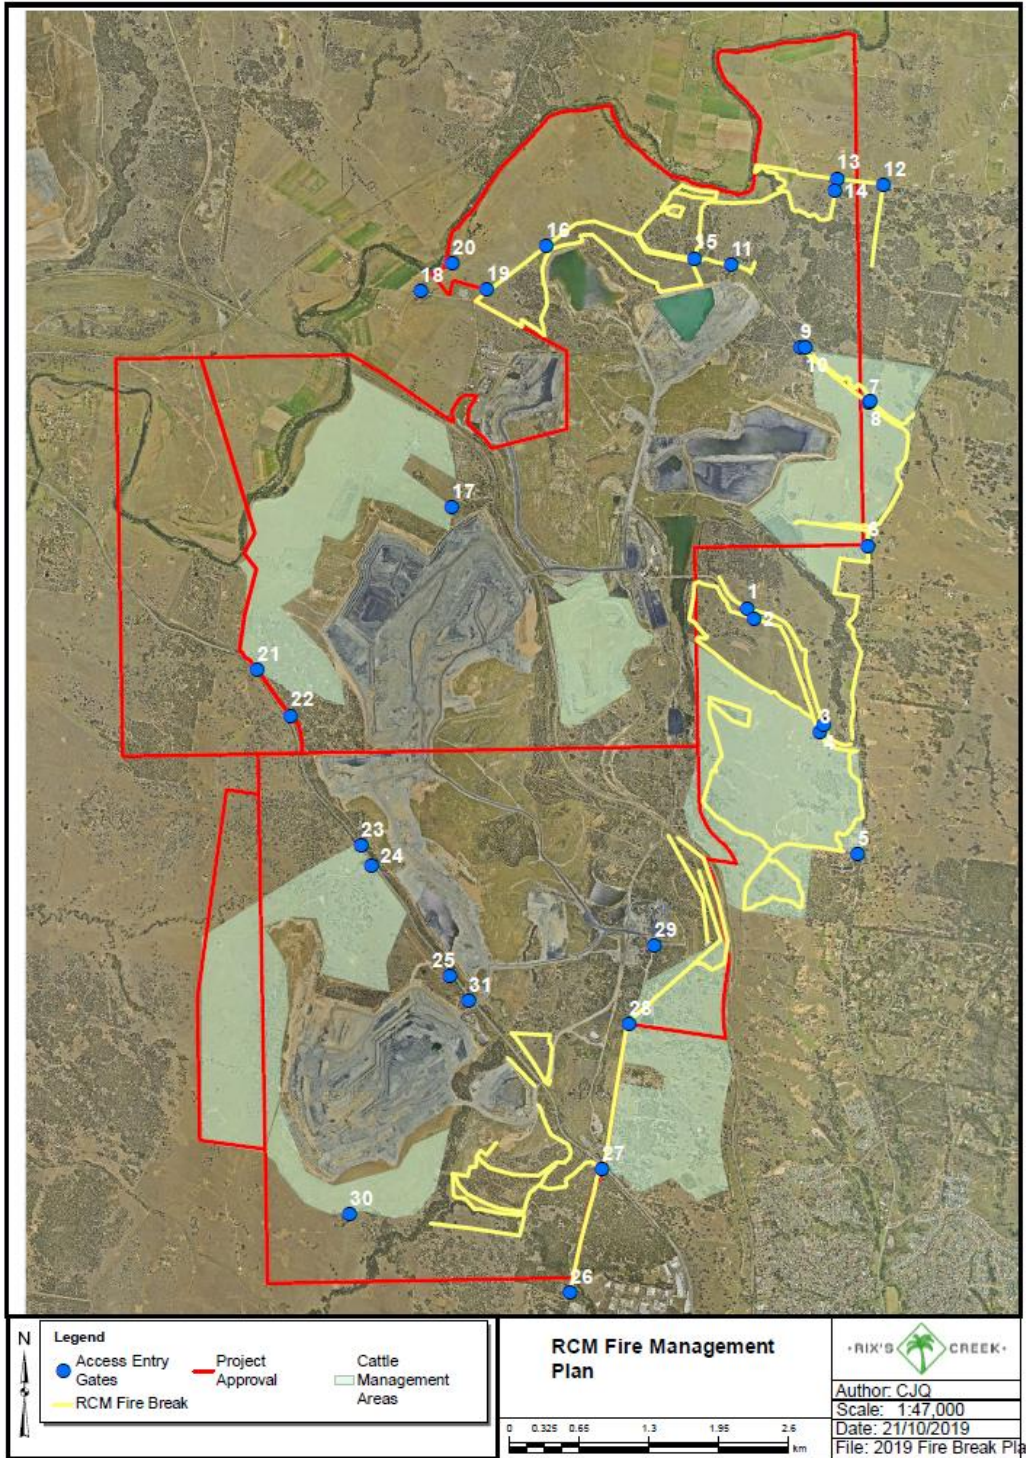 13
12
14
16
15
11
20
18
19
9
10
7
8
17
6
1
2
21
22
3
4
23
5
24
29
25
31
28
27
30
26
N
Legend
Access Entry Gates
Project Approval
Cattle Management Areas
RCM Fire Break
RCM Fire Management
Plan
0 0.325 0.65 1.3 1.95 2.6
km
RIX'S CREEK
Author: CJQ
Scale: 1:47,000
Date: 21/10/2019
File: 2019 Fire Break Pla